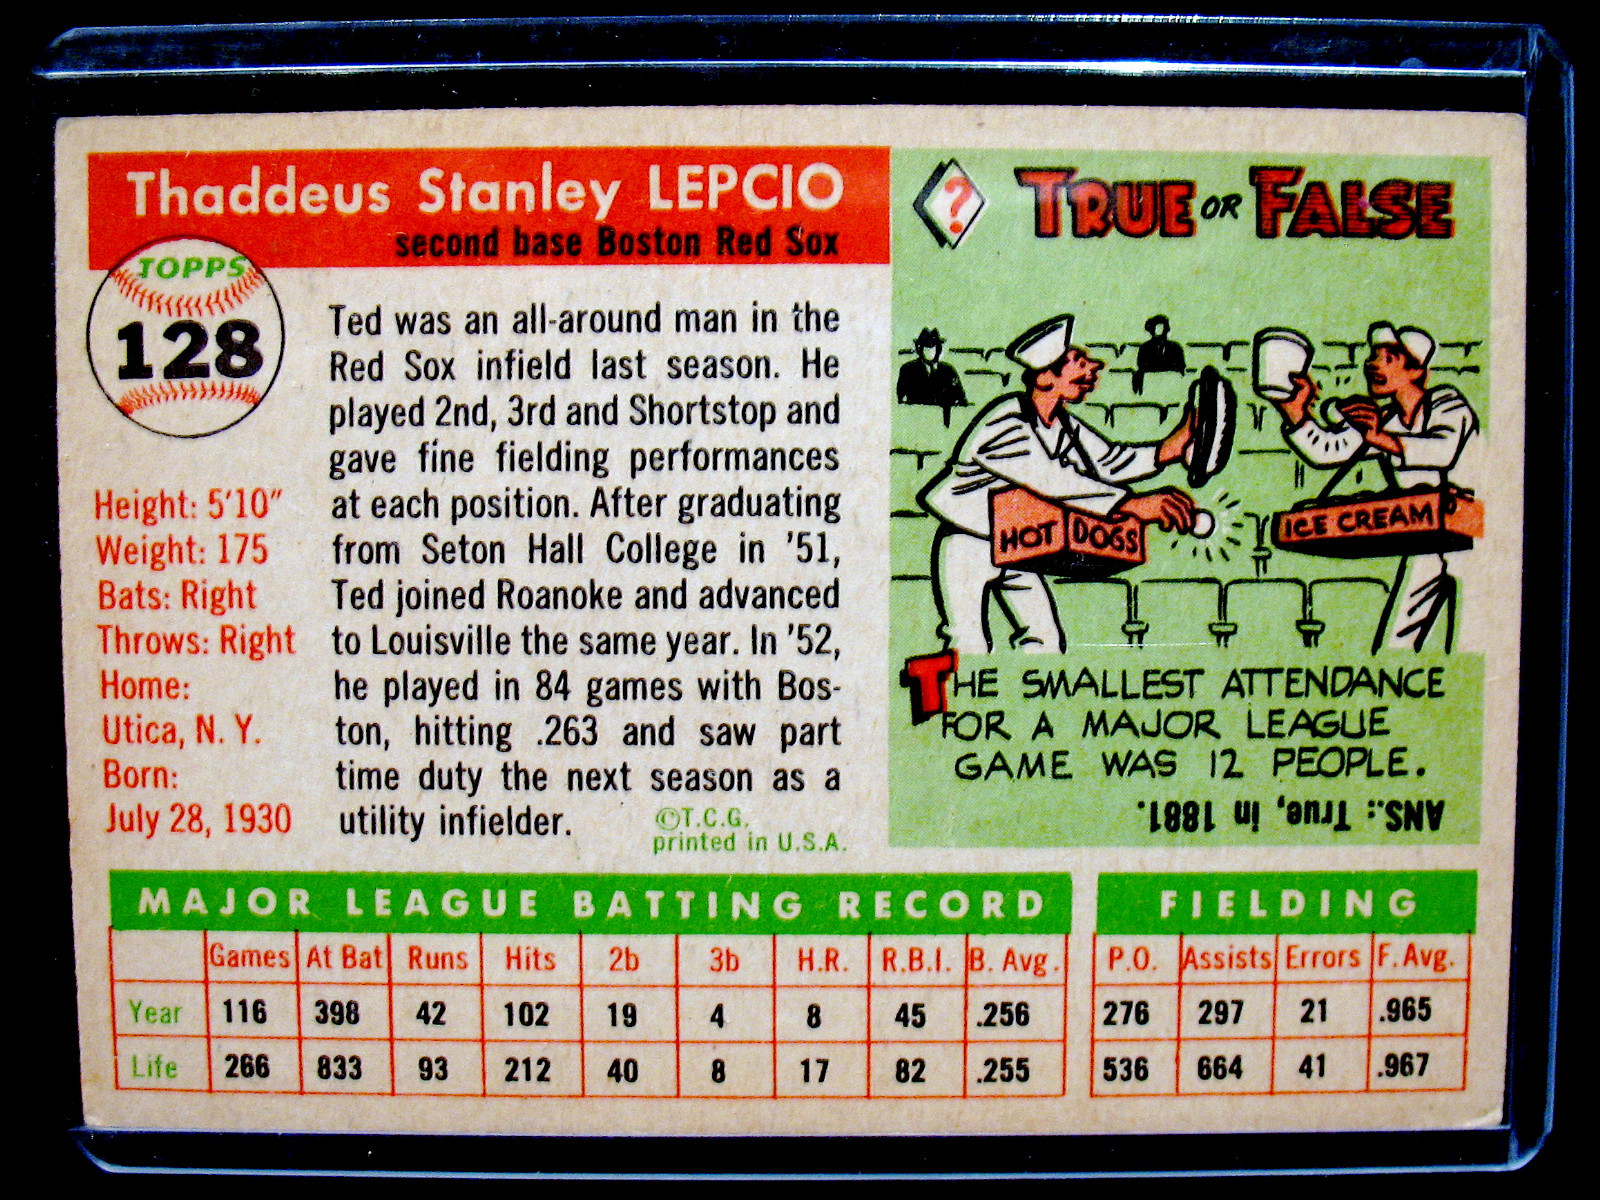 Thaddeus Stanley LEPCIO
second base Boston Red Sox
TOPPS
128
Height: 5'10"
Weight: 175
Bats: Right
Throws: Right
Home:
Utica, N. Y.
Born:
July 28, 1930
Ted was an all-around man in the
Red Sox infield last season. He
played 2nd, 3rd and Shortstop and
gave fine fielding performances
at each position. After graduating
from Seton Hall College in '51,
Ted joined Roanoke and advanced
to Louisville the same year. In '52,
he played in 84 games with Bos-
ton, hitting .263 and saw part
time duty the next season as a
utility infielder.
©T.C.G.
printed in U.S.A.
?
TRUE OR FALSE
HOT DOGS
ICE CREAM
THE SMALLEST ATTENDANCE
FOR A MAJOR LEAGUE
GAME WAS 12 PEOPLE.
ANS.: True, in 1881.
MAJOR LEAGUE BATTING RECORD
Games At Bat Runs Hits 2b 3b H.R. R.B.I. B. Avg.
Year 116 398 42 102 19 4 8 45 .256
Life 266 833 93 212 40 8 17 82 .255
FIELDING
P.O. Assists Errors F. Avg.
276 297 21 .965
536 664 41 .967